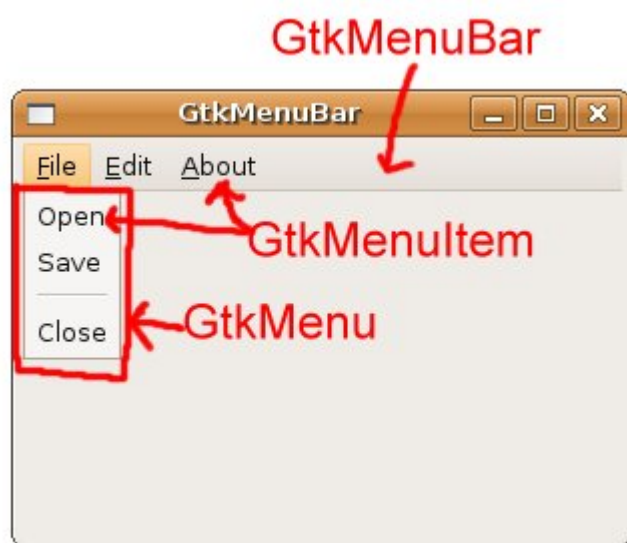 GtkMenuBar
GtkMenuBar
File Edit About
Open
GtkMenuItem
Save
GtkMenu
Close